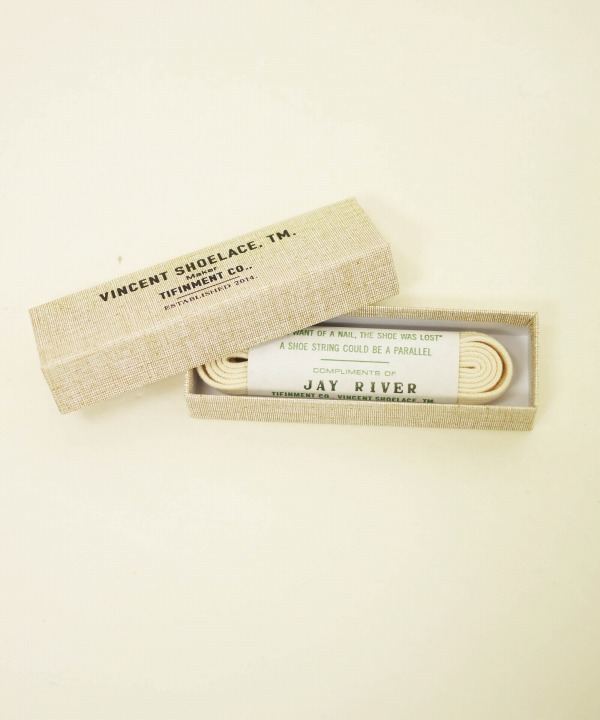 VINCENT SHOELACE, TM.
Maker
TIFINMENT CO.,
ESTABLISHED 2014.
WANT OF A NAIL, THE SHOE WAS LOST"
A SHOE STRING COULD BE A PARALLEL
COMPLIMENTS OF
JAY RIVER
TIFINMENT CO., VINCENT SHOELACE, TM.